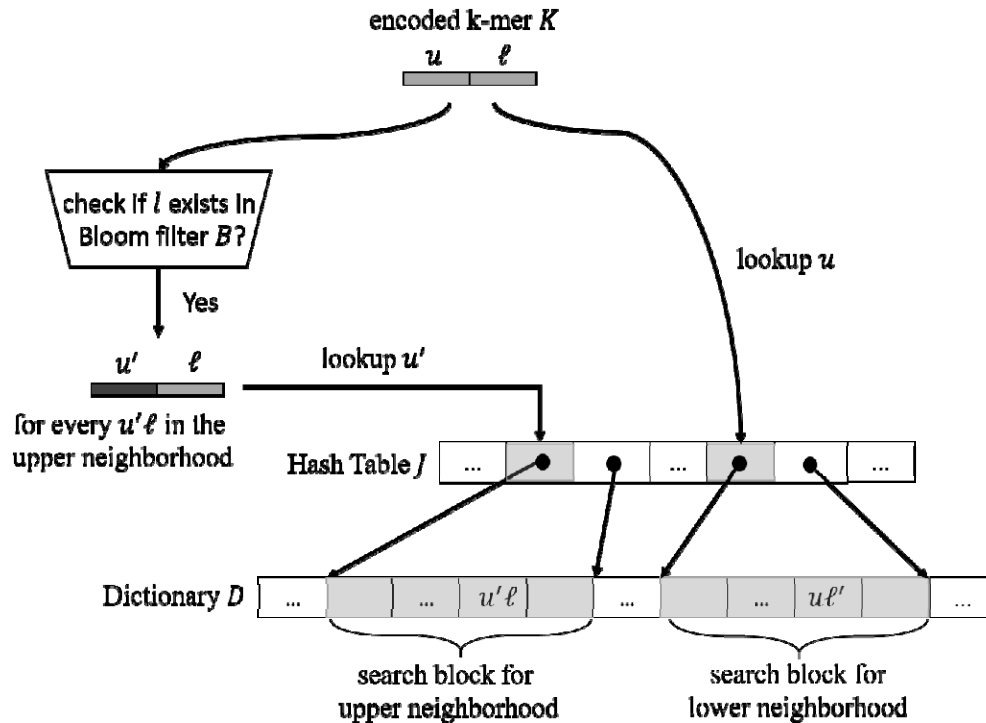 encoded k-mer K
u ℓ
check if l exists in
Bloom filter B?
Yes
lookup u
u' ℓ
lookup u'
for every u'ℓ in the
upper neighborhood
Hash Table J
... ... ... ...
Dictionary D
... ... u'ℓ ... ... uℓ' ...
search block for
upper neighborhood
search block for
lower neighborhood